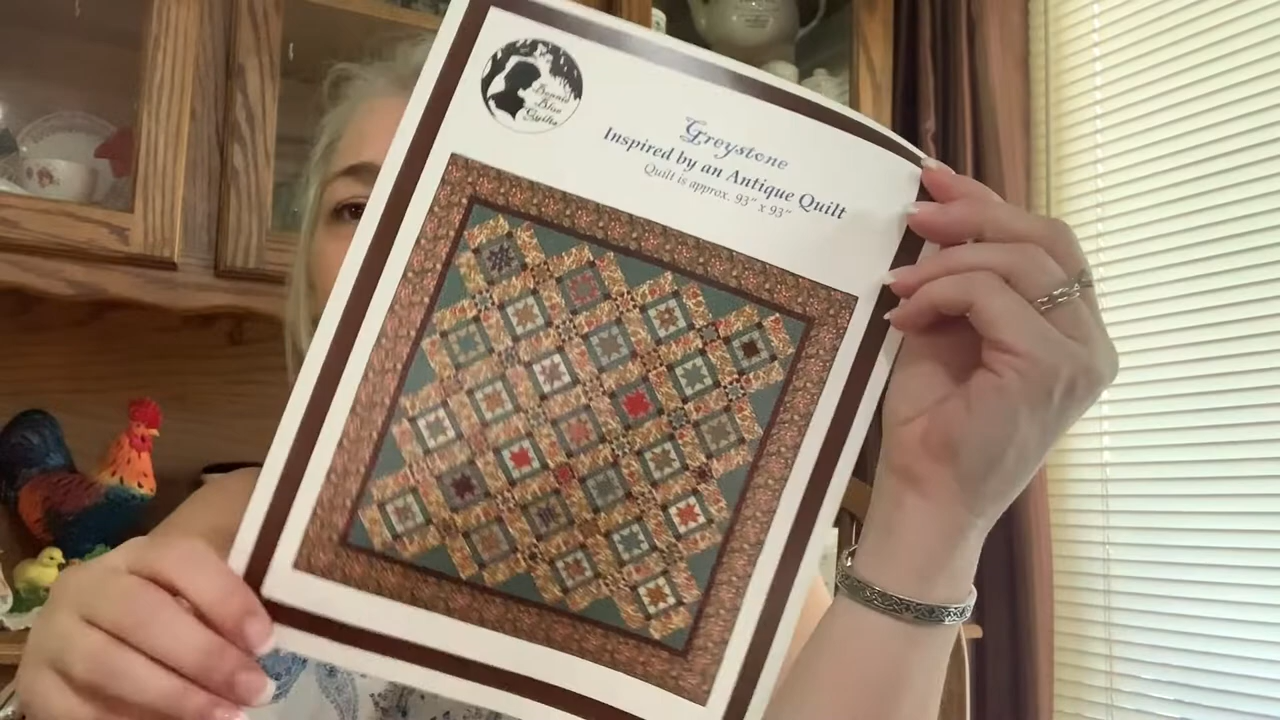 Bonnie
Blue
Quilts
Greystone
Inspired by an Antique Quilt
Quilt is approx. 93" x 93"